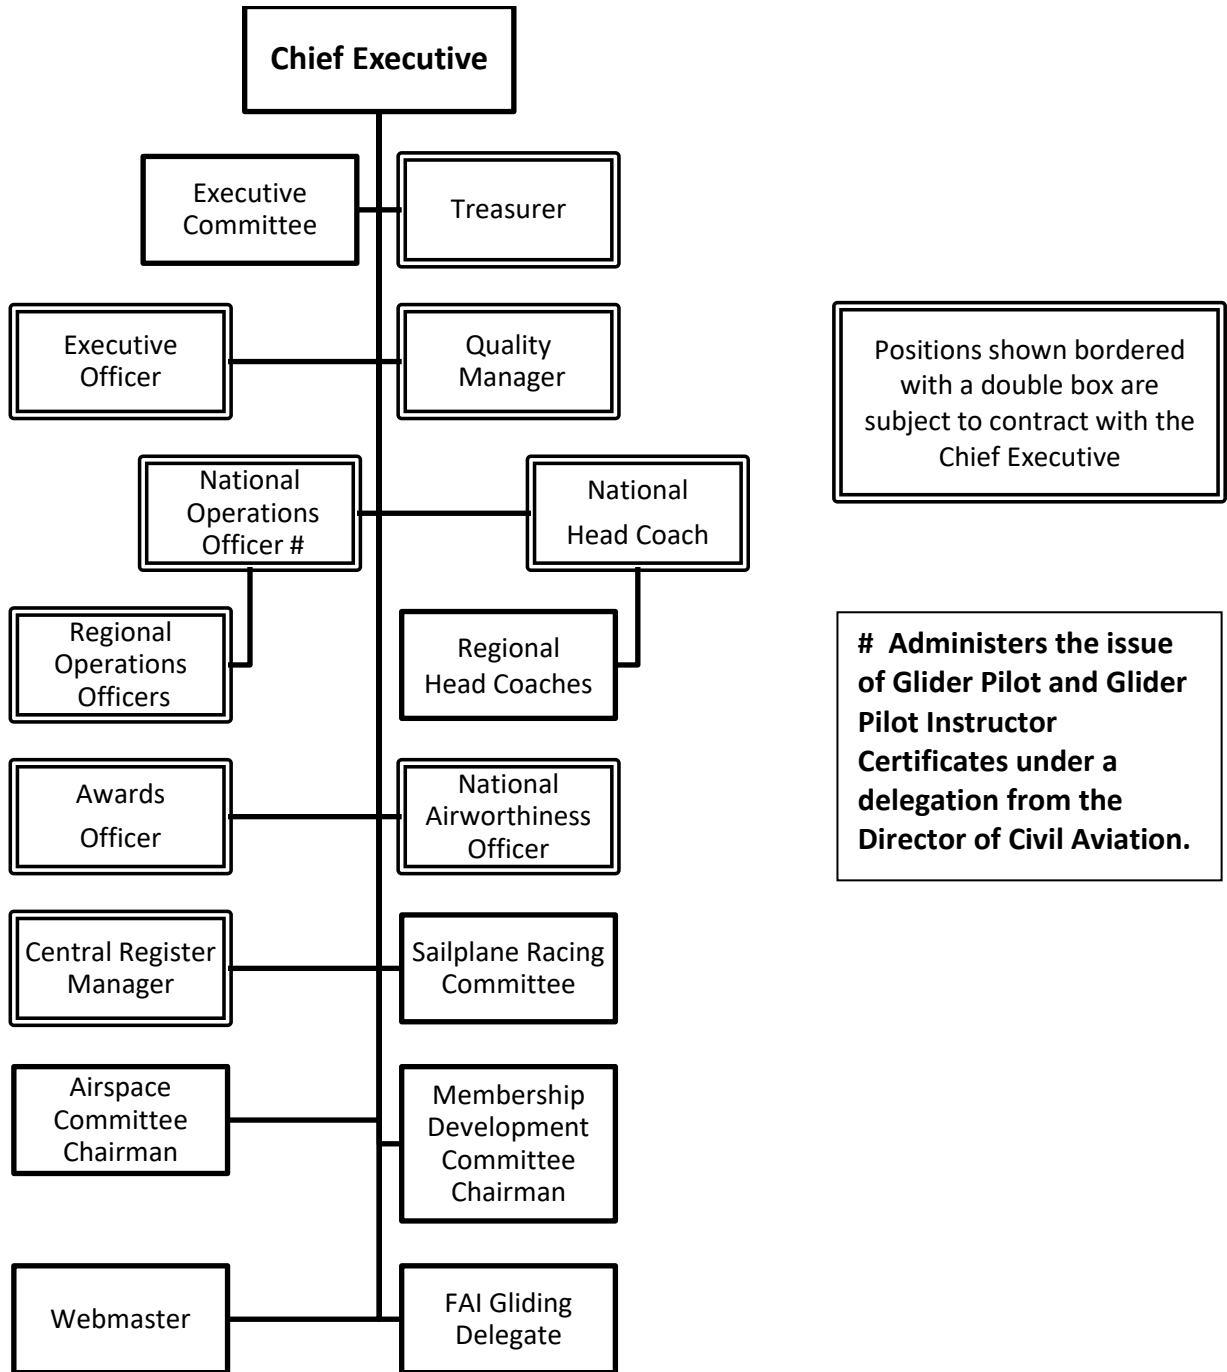 Chief Executive
Executive
Committee
Treasurer
Executive
Officer
Quality
Manager
Positions shown bordered
with a double box are
subject to contract with the
Chief Executive
National
Operations
Officer #
National
Head Coach
Regional
Operations
Officers
Regional
Head Coaches
# Administers the issue
of Glider Pilot and Glider
Pilot Instructor
Certificates under a
delegation from the
Director of Civil Aviation.
Awards
Officer
National
Airworthiness
Officer
Central Register
Manager
Sailplane Racing
Committee
Airspace
Committee
Chairman
Membership
Development
Committee
Chairman
Webmaster
FAI Gliding
Delegate